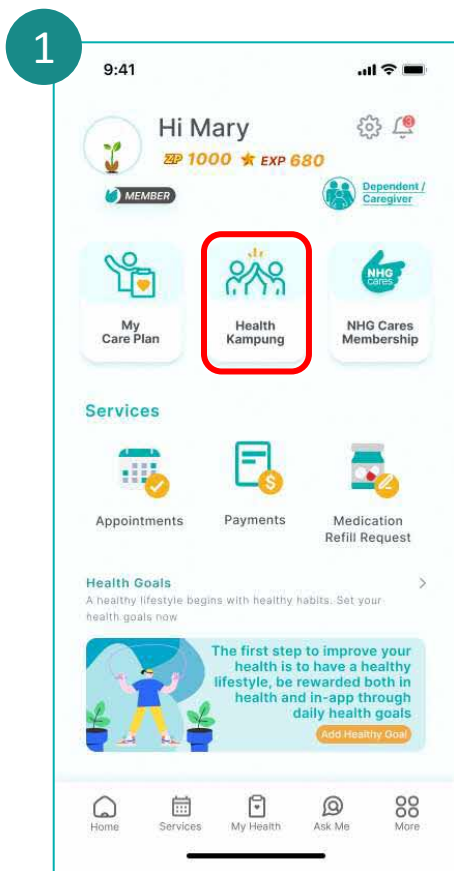 1
9:41
Hi Mary
3
ZP 1000 EXP 680
MEMBER
Dependent /
Caregiver
NHG
cares
My
Care Plan
Health
Kampung
NHG Cares
Membership
Services
$
Appointments
Payments
Medication
Refill Request
Health Goals
A healthy lifestyle begins with healthy habits. Set your
health goals now
The first step to improve your
health is to have a healthy
lifestyle, be rewarded both in
health and in-app through
daily health goals
Add Healthy Goal
Home
Services
My Health
Ask Me
More